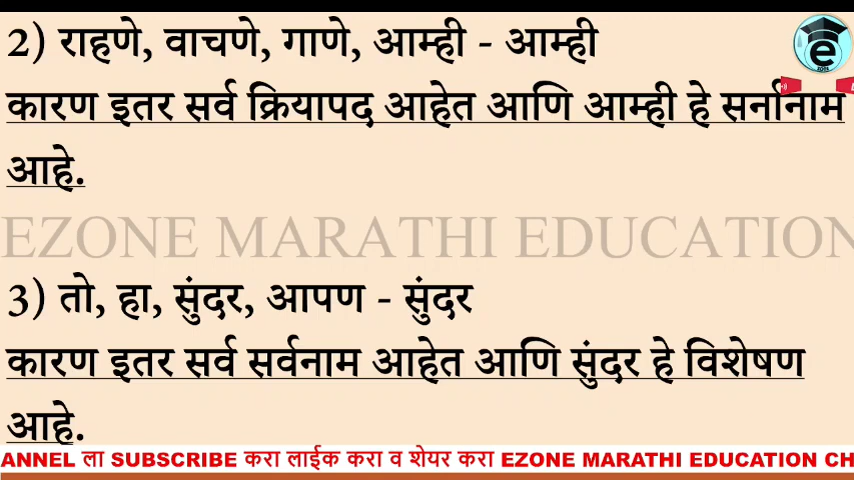 2) राहणे, वाचणे, गाणे, आम्ही - आम्ही
कारण इतर सर्व क्रियापद आहेत आणि आम्ही हे सर्नानाम
आहे.
EZONE MARATHI EDUCATION
3) तो, हा, सुंदर, आपण - सुंदर
कारण इतर सर्व सर्वनाम आहेत आणि सुंदर हे विशेषण
आहे.
ANNEL ला SUBSCRIBE करा लाईक करा व शेयर करा EZONE MARATHI EDUCATION CH